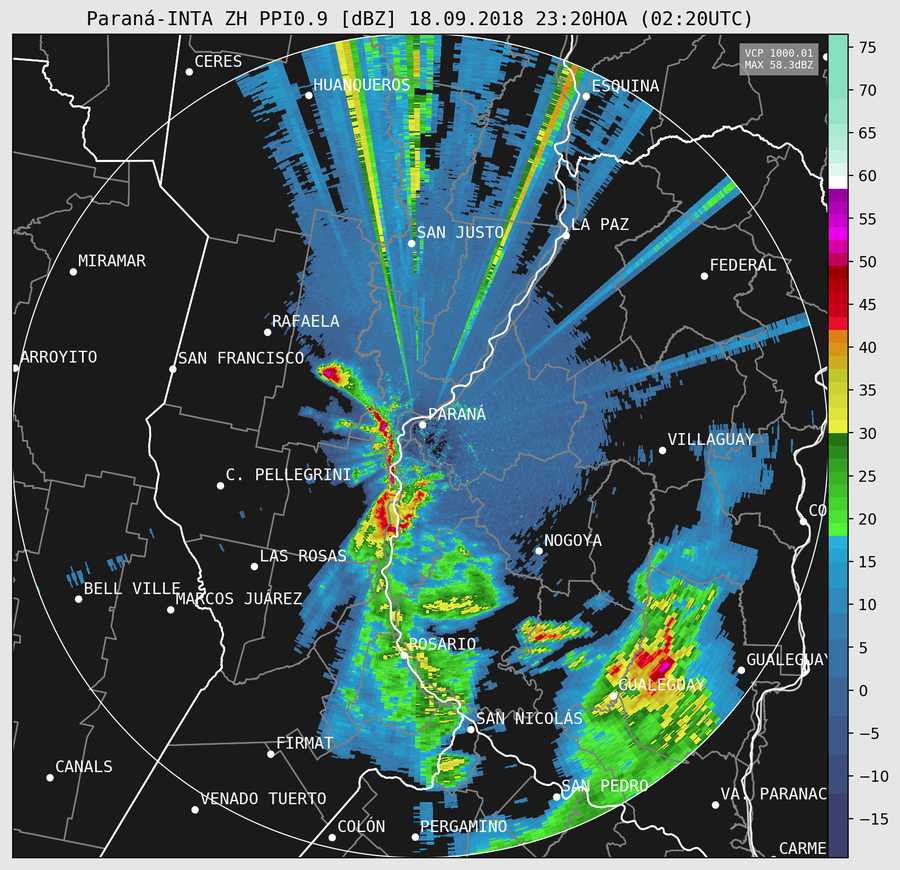 Paraná-INTA ZH PPI0.9 [dBZ] 18.09.2018 23:20HOA (02:20UTC)
VCP 1000.01
MAX 58.3dBZ
CERES
HUANQUEROS
ESQUINA
SAN JUSTO
LA PAZ
MIRAMAR
FEDERAL
RAFAELA
ARROYITO
SAN FRANCISCO
PARANÁ
VILLAGUAY
C. PELLEGRINI
CO
NOGOYA
LAS ROSAS
BELL VILLE
MARCOS JUÁREZ
ROSARIO
GUALEGUAY
GUALEGUAY
SAN NICOLÁS
FIRMAT
CANALS
SAN PEDRO
VENADO TUERTO
VA. PARANAC
COLÓN
PERGAMINO
CARME
75
70
65
60
55
50
45
40
35
30
25
20
15
10
5
0
−5
−10
−15